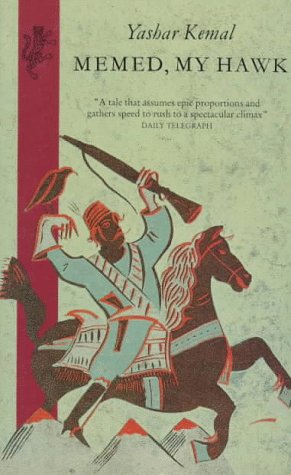 Yashar Kemal
MEMED, MY HAWK
"A tale that assumes epic proportions and
gathers speed to rush to a spectacular climax"
DAILY TELEGRAPH